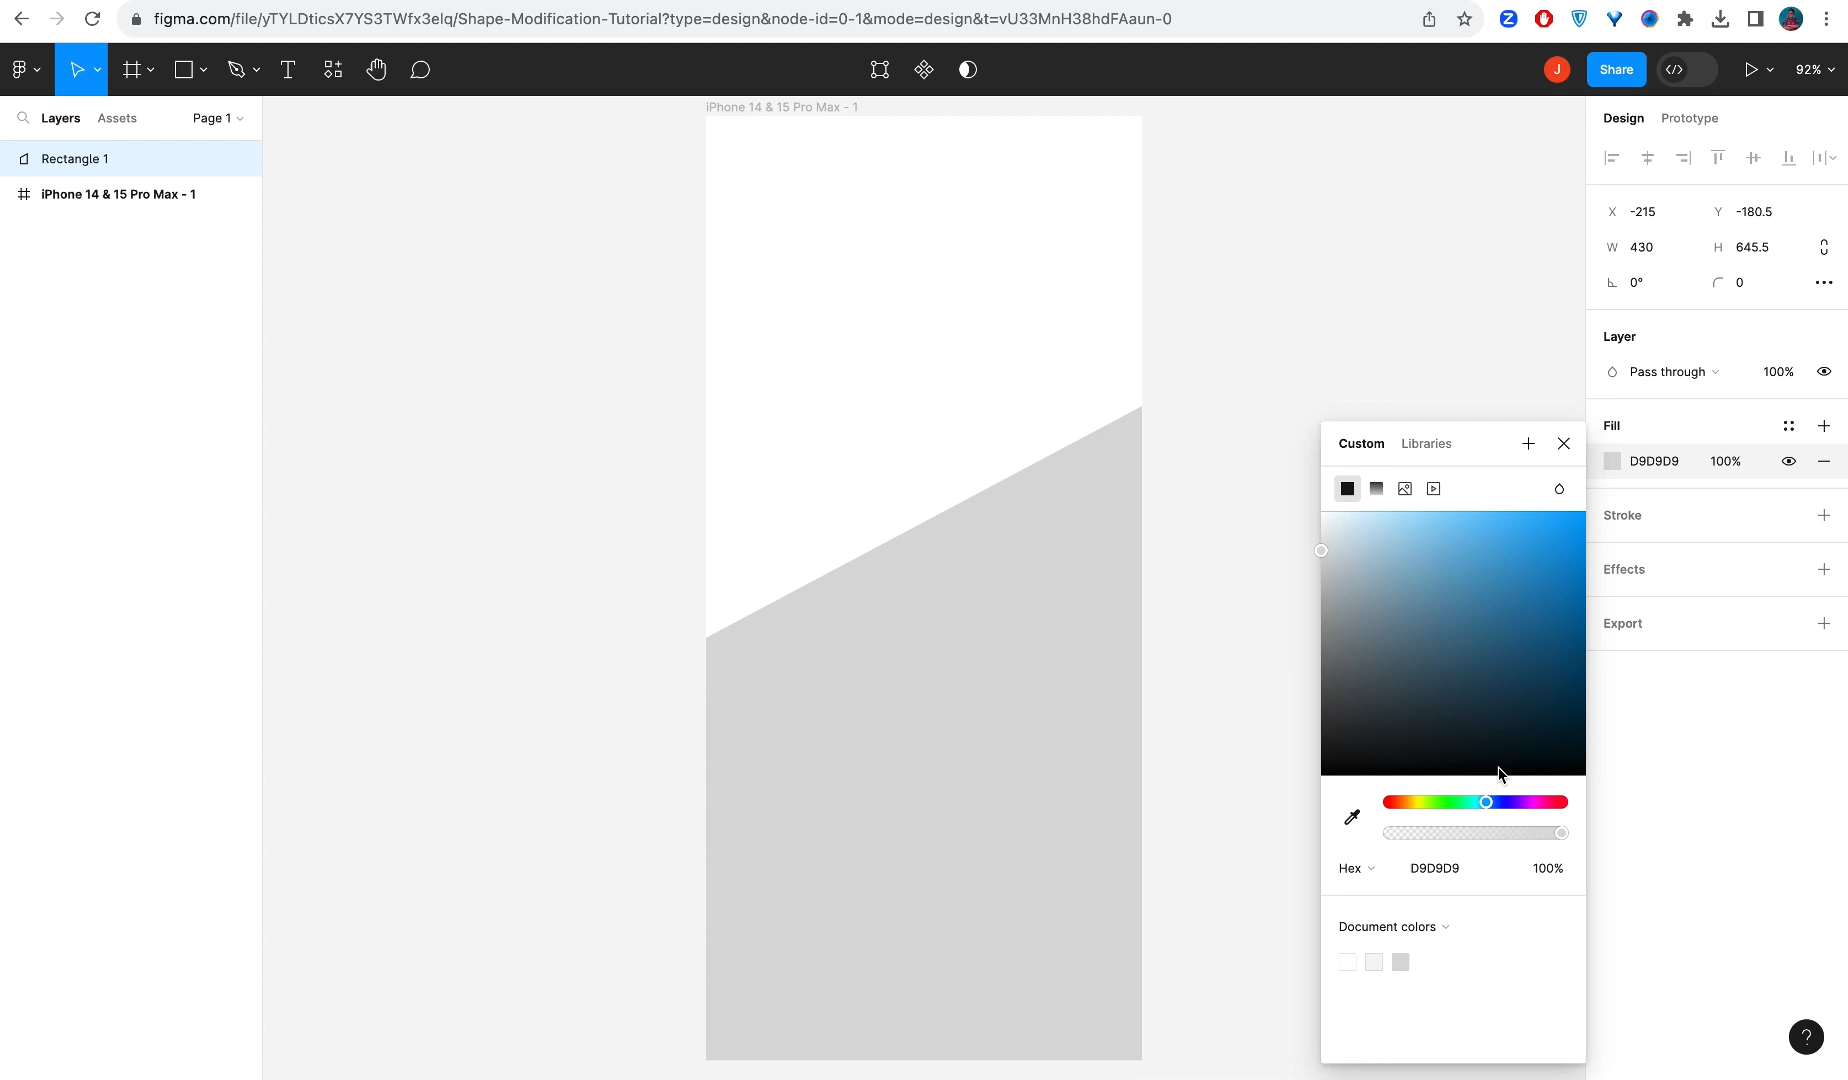 figma.com/file/yTYLDticsX7YS3TWfx3elq/Shape-Modification-Tutorial?type=design&node-id=0-1&mode=design&t=vU33MnH38hdFAaun-0
J
Share
92%
Layers
Assets
Page 1
Rectangle 1
iPhone 14 & 15 Pro Max - 1
iPhone 14 & 15 Pro Max - 1
Design
Prototype
X -215
Y -180.5
W 430
H 645.5
0°
0
Layer
Pass through
100%
Fill
D9D9D9
100%
Stroke
Effects
Export
Custom
Libraries
Hex
D9D9D9
100%
Document colors
?